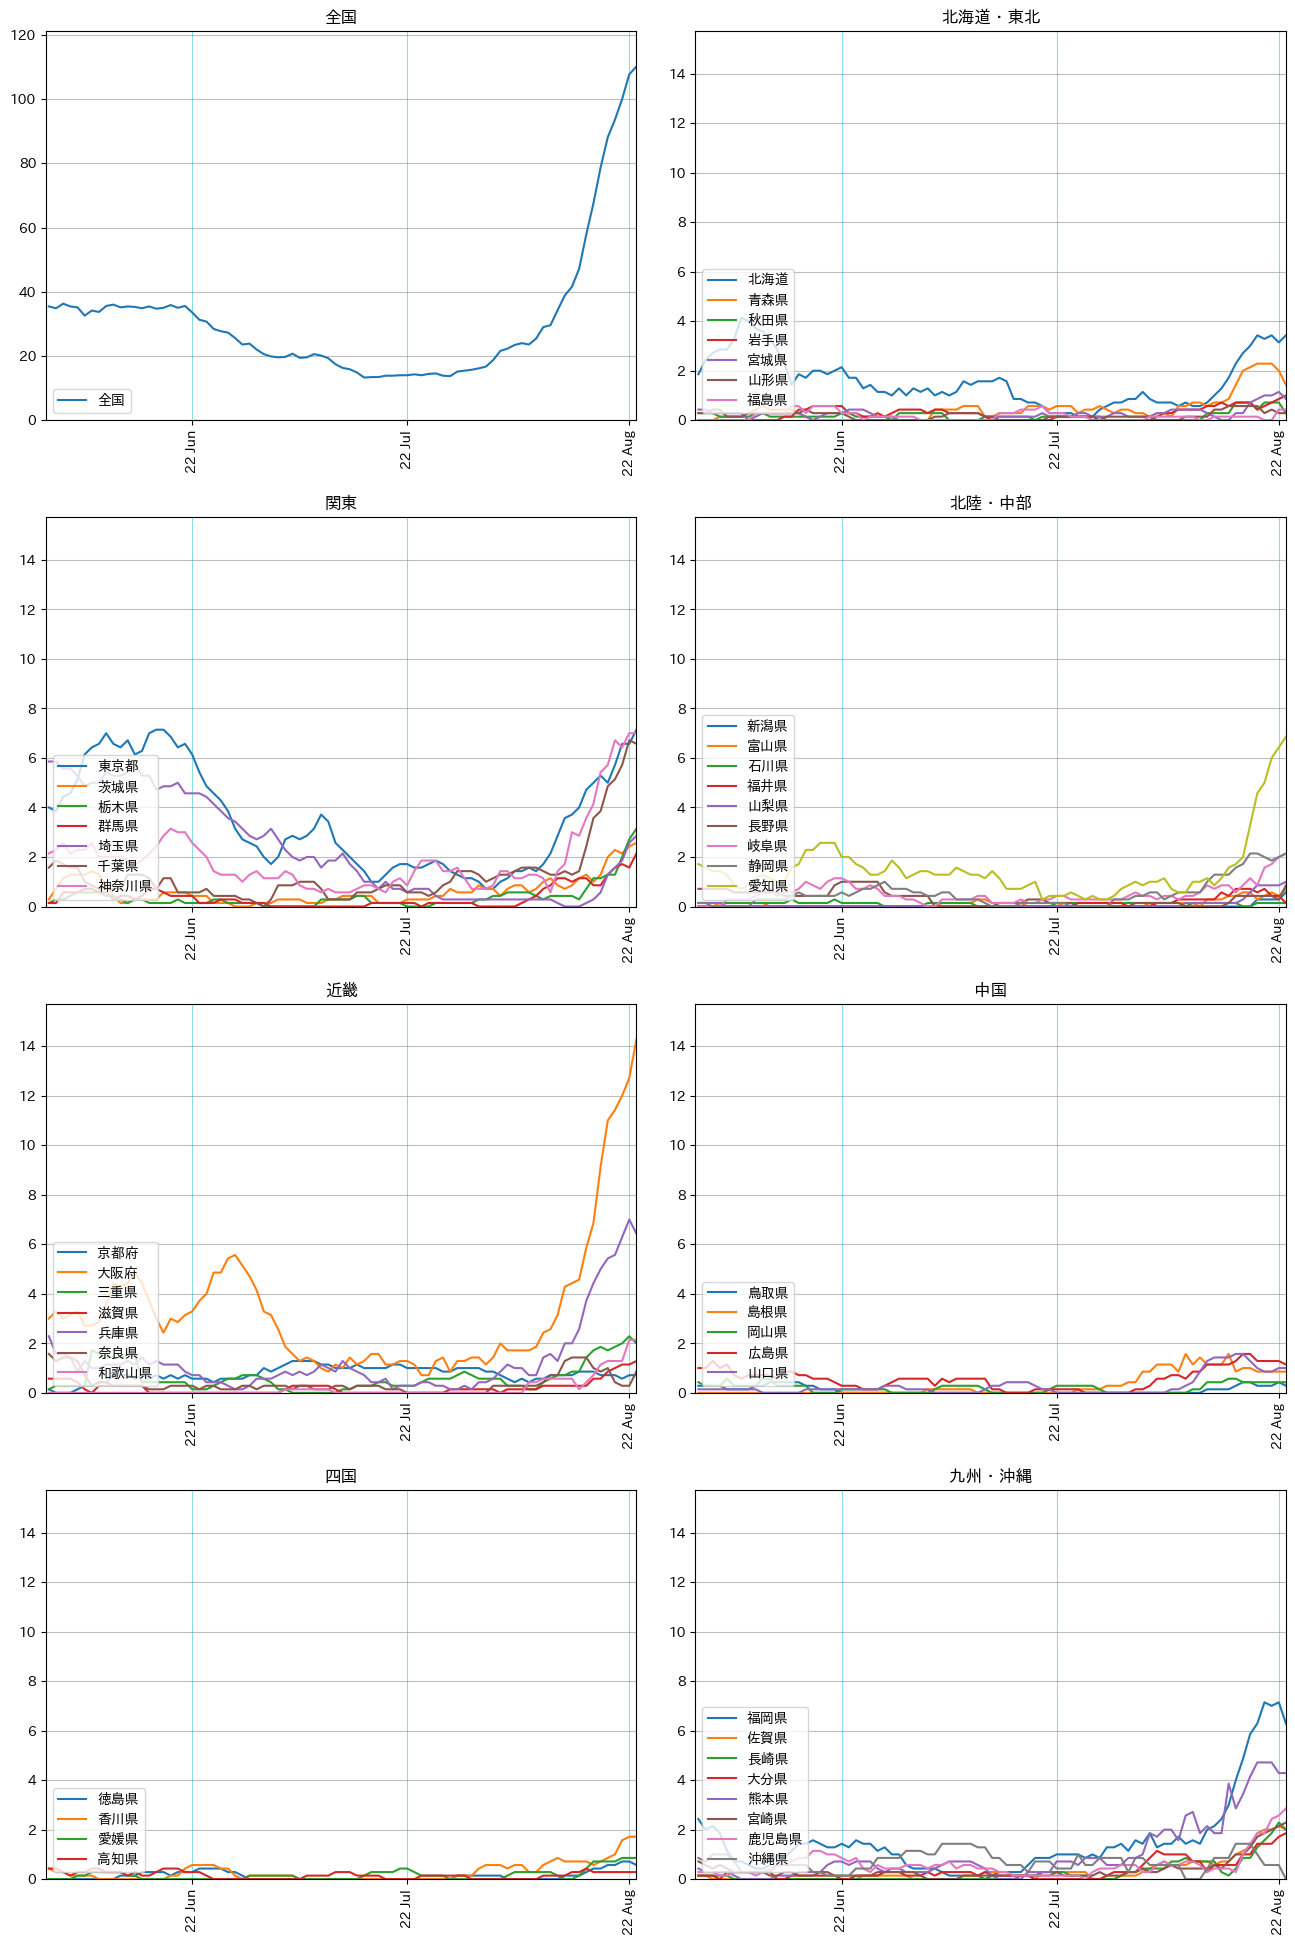 全国
120
100
80
60
40
20
0
全国
22 Jun
22 Jul
22 Aug
北海道・東北
14
12
10
8
6
4
2
0
北海道
青森県
秋田県
岩手県
宮城県
山形県
福島県
22 Jun
22 Jul
22 Aug
関東
14
12
10
8
6
4
2
0
東京都
茨城県
栃木県
群馬県
埼玉県
千葉県
神奈川県
22 Jun
22 Jul
22 Aug
北陸・中部
14
12
10
8
6
4
2
0
新潟県
富山県
石川県
福井県
山梨県
長野県
岐阜県
静岡県
愛知県
22 Jun
22 Jul
22 Aug
近畿
14
12
10
8
6
4
2
0
京都府
大阪府
三重県
滋賀県
兵庫県
奈良県
和歌山県
22 Jun
22 Jul
22 Aug
中国
14
12
10
8
6
4
2
0
鳥取県
島根県
岡山県
広島県
山口県
22 Jun
22 Jul
22 Aug
四国
14
12
10
8
6
4
2
0
徳島県
香川県
愛媛県
高知県
22 Jun
22 Jul
22 Aug
九州・沖縄
14
12
10
8
6
4
2
0
福岡県
佐賀県
長崎県
大分県
熊本県
宮崎県
鹿児島県
沖縄県
22 Jun
22 Jul
22 Aug